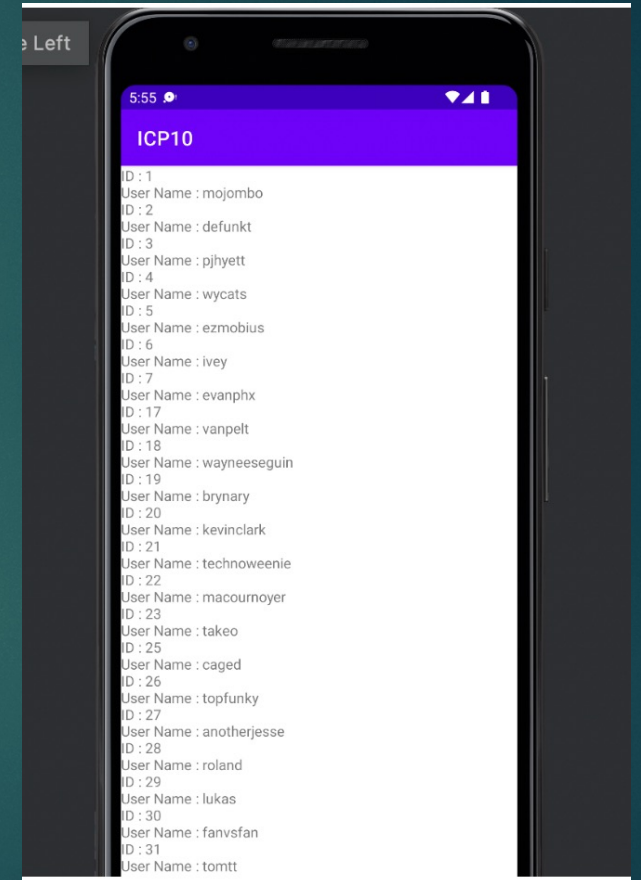 e Left
5:55
ICP10
ID : 1
User Name : mojombo
ID : 2
User Name : defunkt
ID : 3
User Name : pjhyett
ID : 4
User Name : wycats
ID : 5
User Name : ezmobius
ID : 6
User Name : ivey
ID : 7
User Name : evanphx
ID : 17
User Name : vanpelt
ID : 18
User Name : wayneeseguin
ID : 19
User Name : brynary
ID : 20
User Name : kevinclark
ID : 21
User Name : technoweenie
ID : 22
User Name : macournoyer
ID : 23
User Name : takeo
ID : 25
User Name : caged
ID : 26
User Name : topfunky
ID : 27
User Name : anotherjesse
ID : 28
User Name : roland
ID : 29
User Name : lukas
ID : 30
User Name : fanvsfan
ID : 31
User Name : tomtt